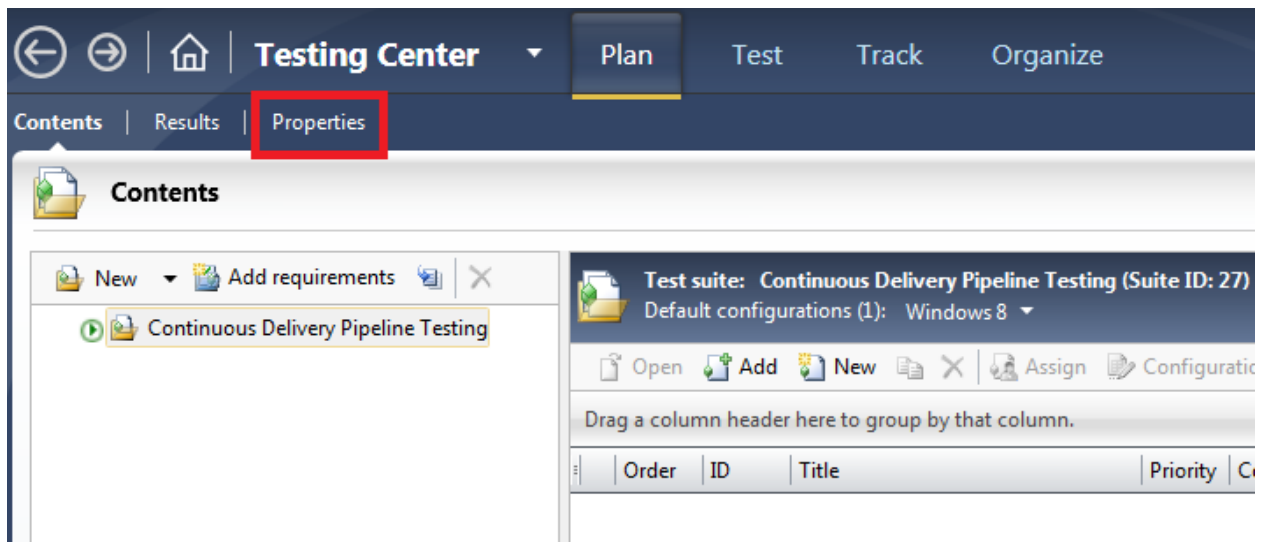 Testing Center Plan Test Track Organize
Contents | Results | Properties
Contents
New Add requirements
Continuous Delivery Pipeline Testing
Test suite: Continuous Delivery Pipeline Testing (Suite ID: 27)
Default configurations (1): Windows 8
Open Add New Assign Configuratio
Drag a column header here to group by that column.
Order ID Title Priority